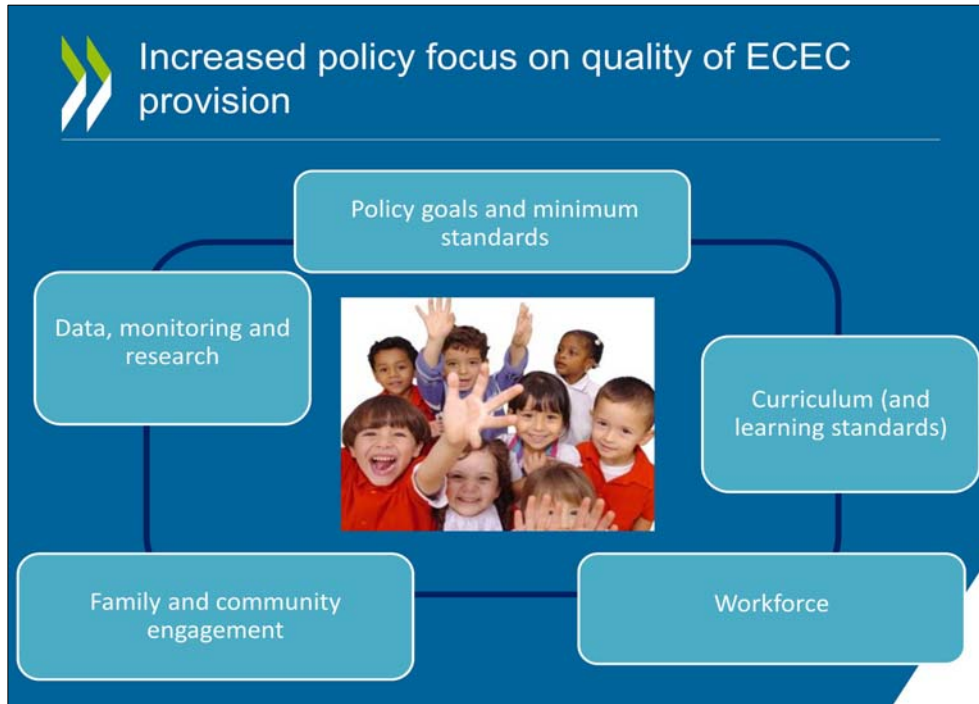 Increased policy focus on quality of ECEC
provision
Policy goals and minimum
standards
Data, monitoring and
research
Curriculum (and
learning standards)
Family and community
engagement
Workforce